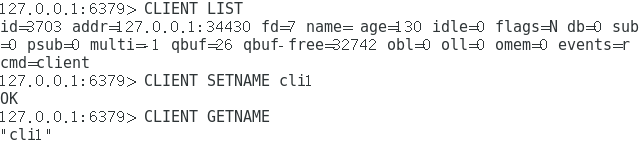 127.0.0.1:6379> CLIENT LIST
id=3703 addr=127.0.0.1:34430 fd=7 name= age=130 idle=0 flags=N db=0 sub
=0 psub=0 multi=-1 qbuf=26 qbuf-free=32742 obl=0 oll=0 omem=0 events=r
cmd=client
127.0.0.1:6379> CLIENT SETNAME cli1
OK
127.0.0.1:6379> CLIENT GETNAME
"cli1"